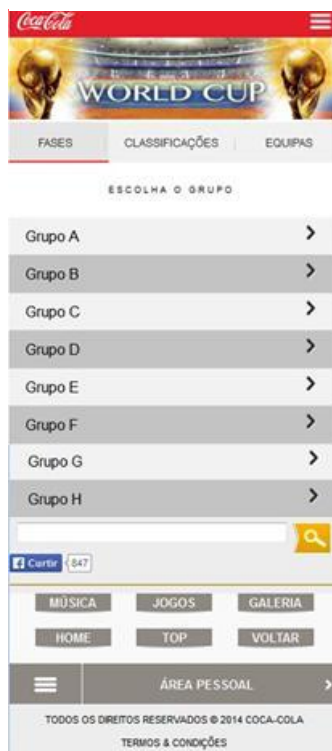 Coca-Cola
WORLD CUP
FASES CLASSIFICAÇÕES EQUIPAS
ESCOLHA O GRUPO
Grupo A
Grupo B
Grupo C
Grupo D
Grupo E
Grupo F
Grupo G
Grupo H
Curtir 847
MÚSICA JOGOS GALERIA
HOME TOP VOLTAR
ÁREA PESSOAL
TODOS OS DIREITOS RESERVADOS @ 2014 COCA-COLA
TERMOS & CONDIÇÕES